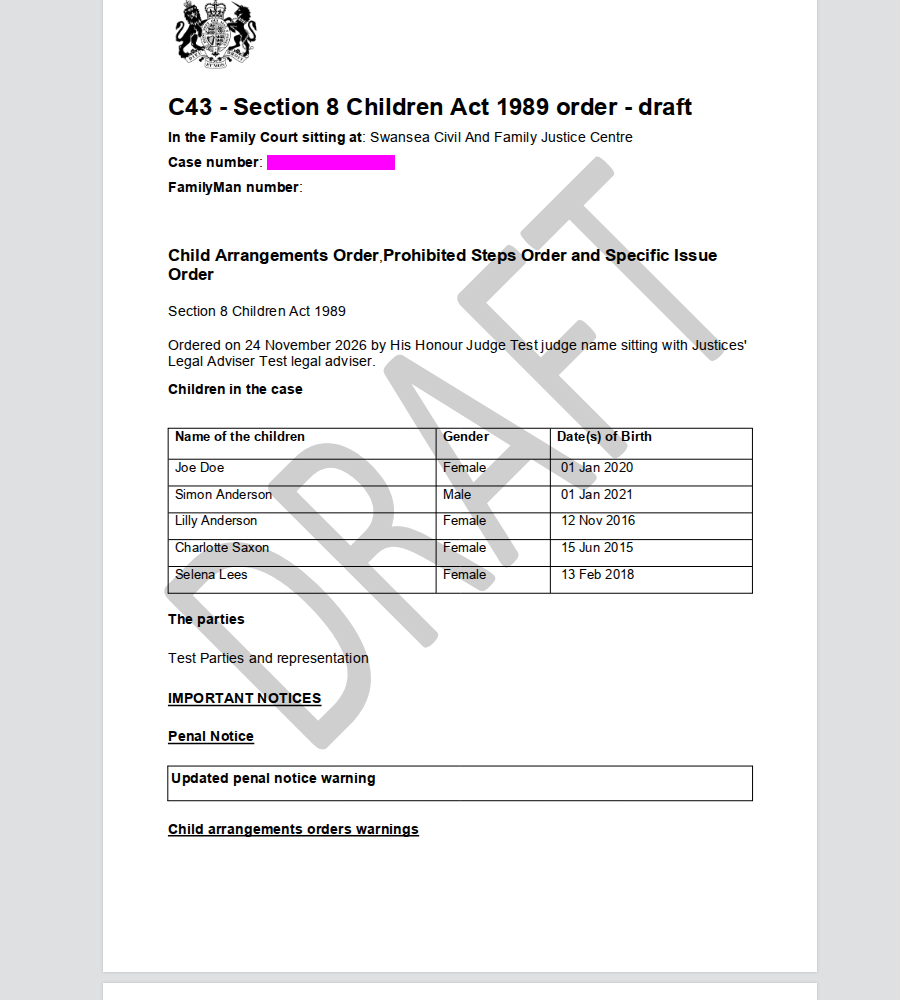 C43 - Section 8 Children Act 1989 order - draft
In the Family Court sitting at: Swansea Civil And Family Justice Centre
Case number:
FamilyMan number:
Child Arrangements Order,Prohibited Steps Order and Specific Issue
Order
Section 8 Children Act 1989
Ordered on 24 November 2026 by His Honour Judge Test judge name sitting with Justices'
Legal Adviser Test legal adviser.
Children in the case
Name of the children Gender Date(s) of Birth
Joe Doe Female 01 Jan 2020
Simon Anderson Male 01 Jan 2021
Lilly Anderson Female 12 Nov 2016
Charlotte Saxon Female 15 Jun 2015
Selena Lees Female 13 Feb 2018
The parties
Test Parties and representation
IMPORTANT NOTICES
Penal Notice
Updated penal notice warning
Child arrangements orders warnings
DRAFT